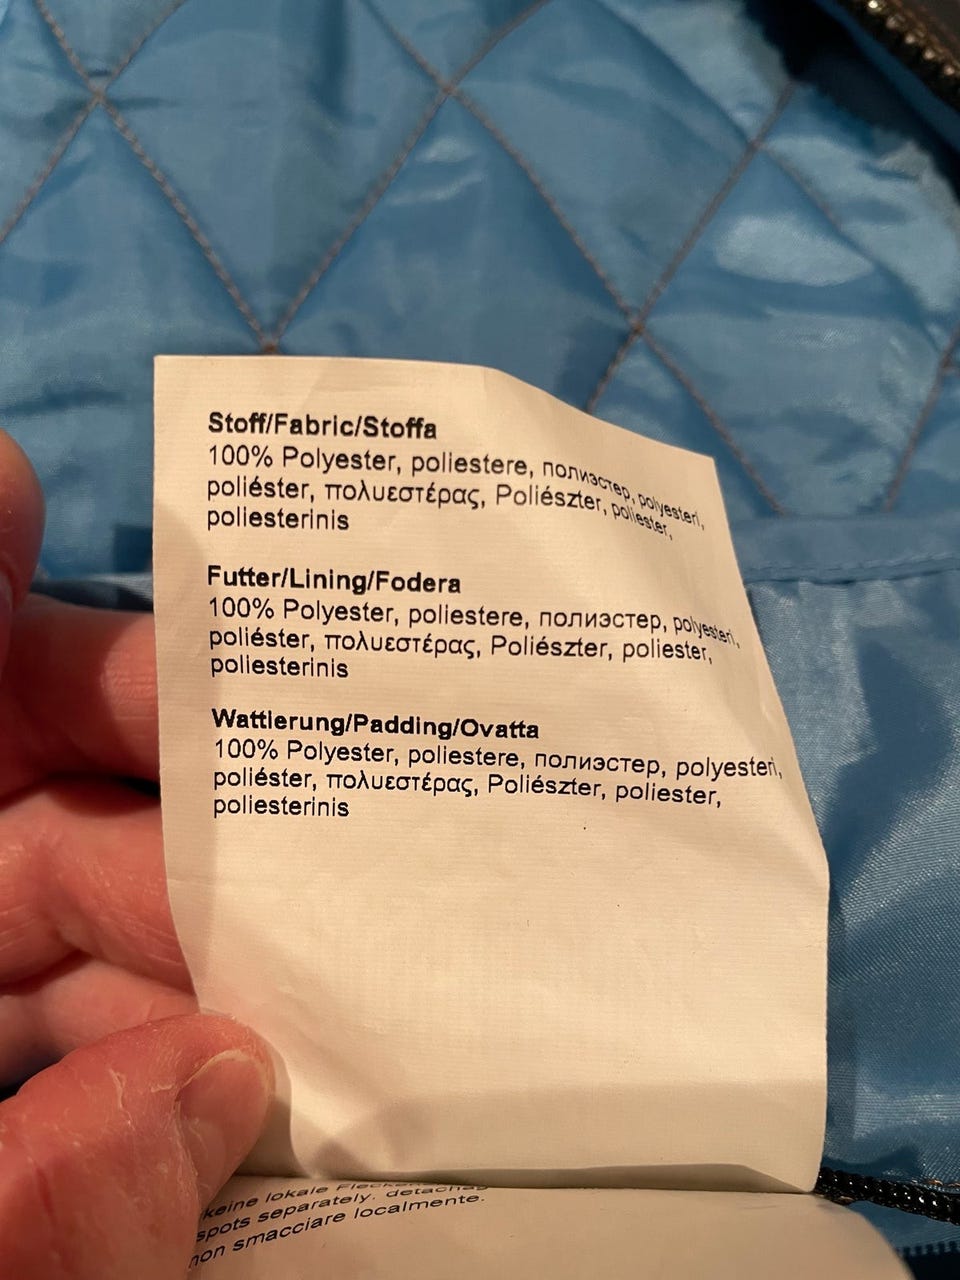 Stoff/Fabric/Stoffa
100% Polyester, poliestere, полиэстер, polyesteri,
poliéster, πολυεστέρας, Poliészter, poliester,
poliesterinis
Futter/Lining/Fodera
100% Polyester, poliestere, полиэстер, polyesteri,
poliéster, πολυεστέρας, Poliészter, poliester,
poliesterinis
Wattierung/Padding/Ovatta
100% Polyester, poliestere, полиэстер, polyesteri,
poliéster, πολυεστέρας, Poliészter, poliester,
poliesterinis
keine lokale
spots separately.
non smacciare localmente.